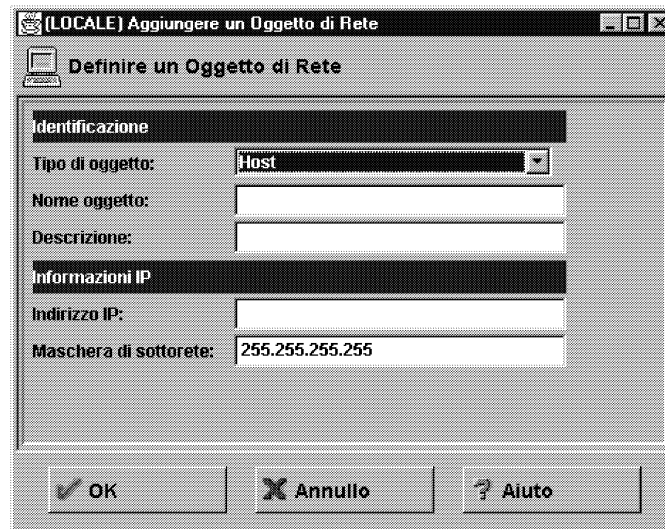 (LOCALE) Aggiungere un Oggetto di Rete
Definire un Oggetto di Rete
Identificazione
Tipo di oggetto: Host
Nome oggetto:
Descrizione:
Informazioni IP
Indirizzo IP:
Maschera di sottorete: 255.255.255.255
OK Annullo Aiuto